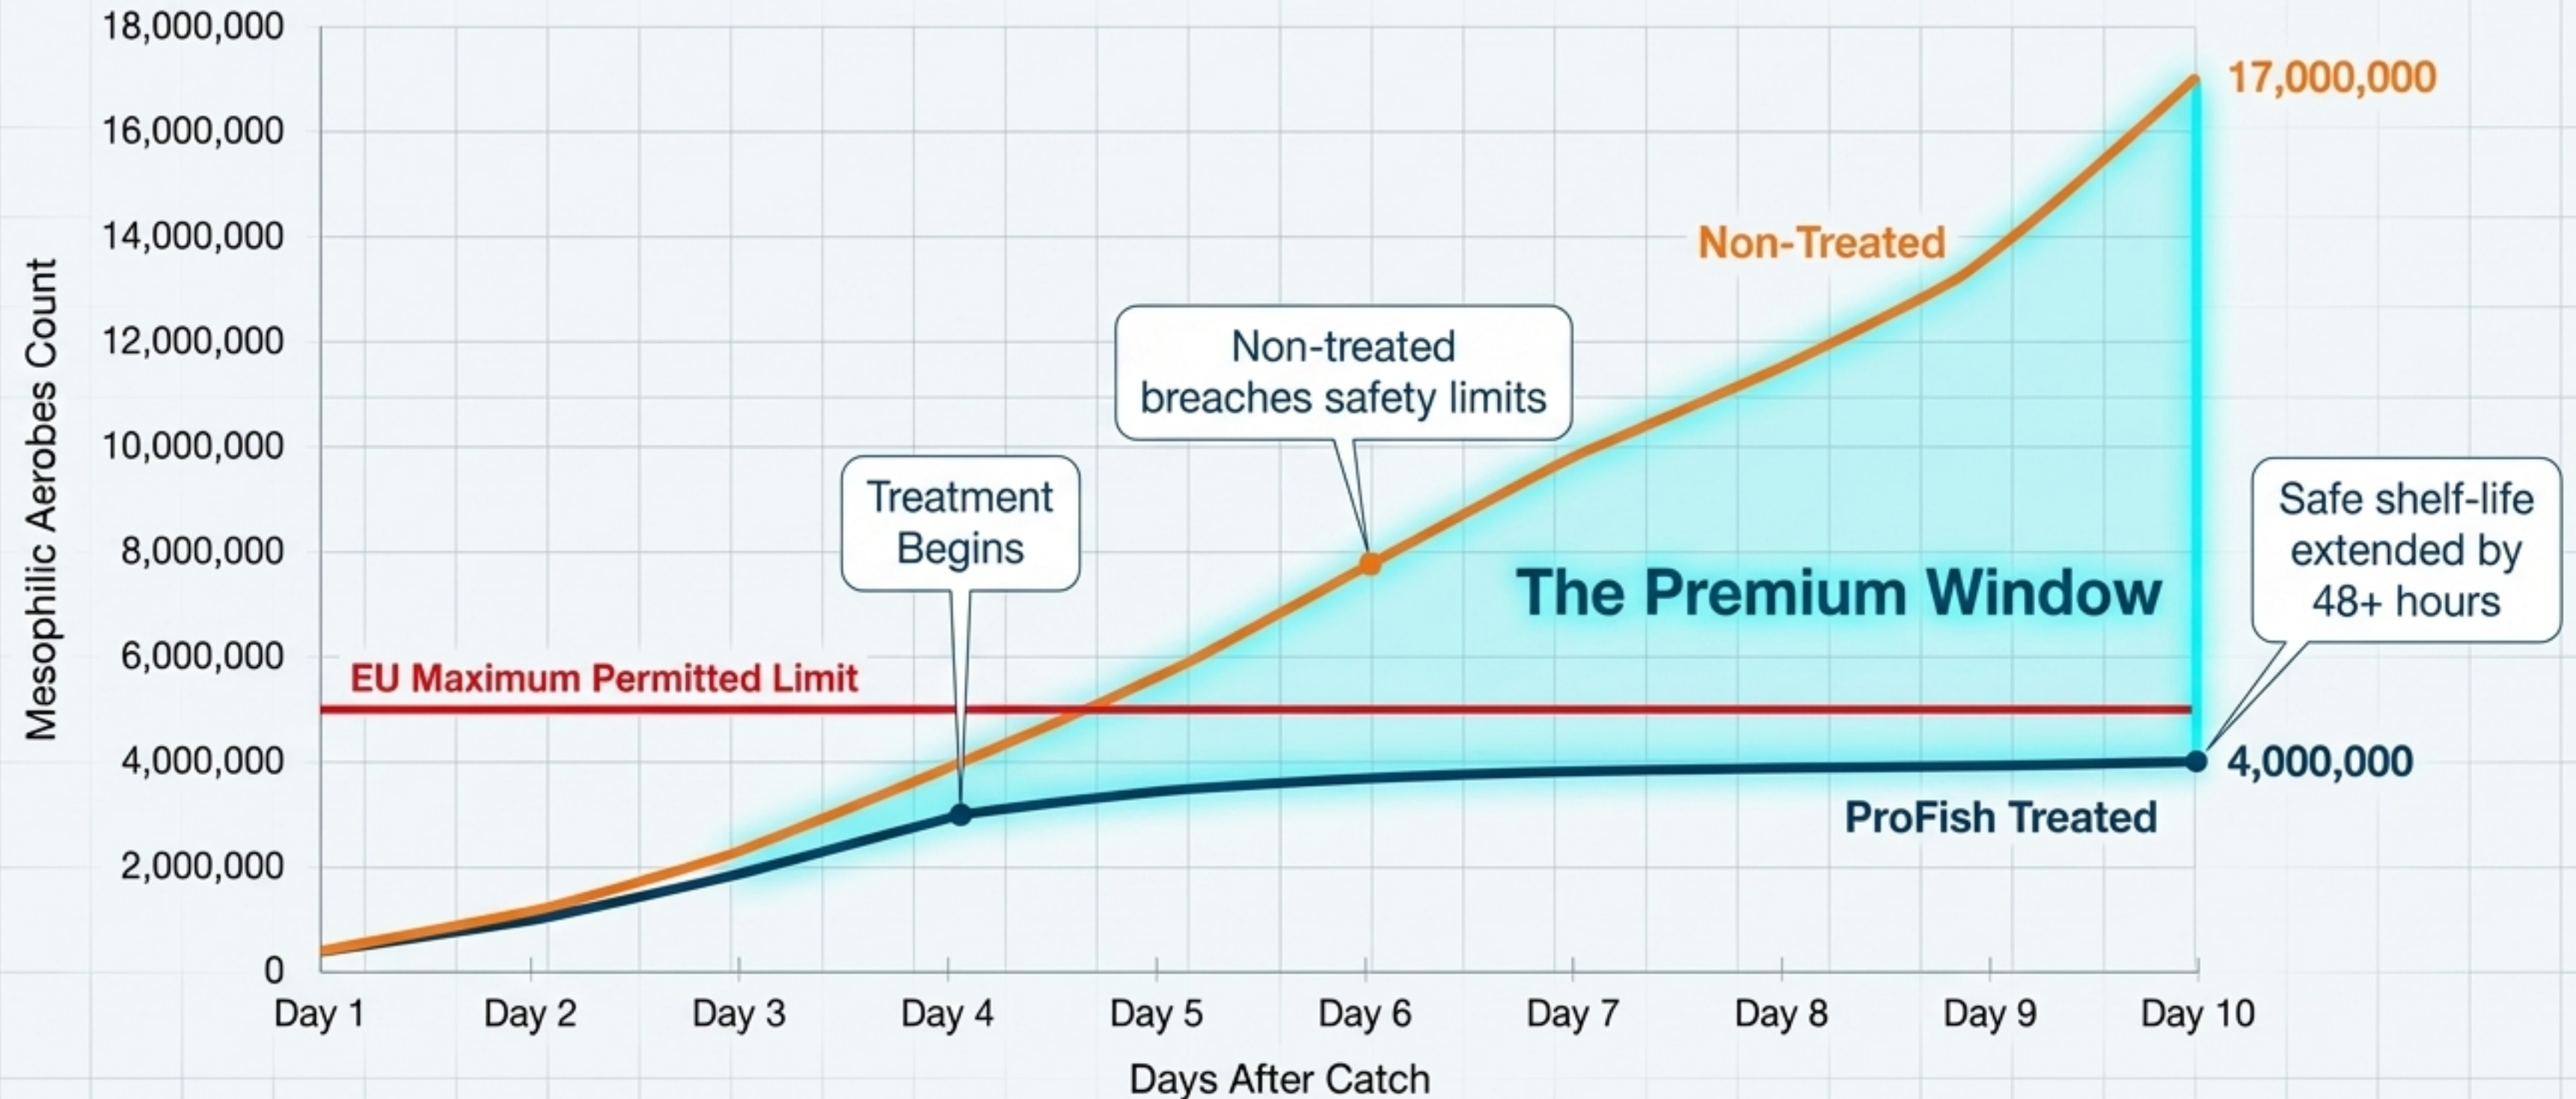 Mesophilic Aerobes Count
18,000,000
16,000,000
14,000,000
12,000,000
10,000,000
8,000,000
6,000,000
4,000,000
2,000,000
0
17,000,000
Non-Treated
Non-treated
breaches safety limits
Treatment
Begins
Safe shelf-life
extended by
48+ hours
The Premium Window
EU Maximum Permitted Limit
4,000,000
ProFish Treated
Day 1
Day 2
Day 3
Day 4
Day 5
Day 6
Day 7
Day 8
Day 9
Day 10
Days After Catch